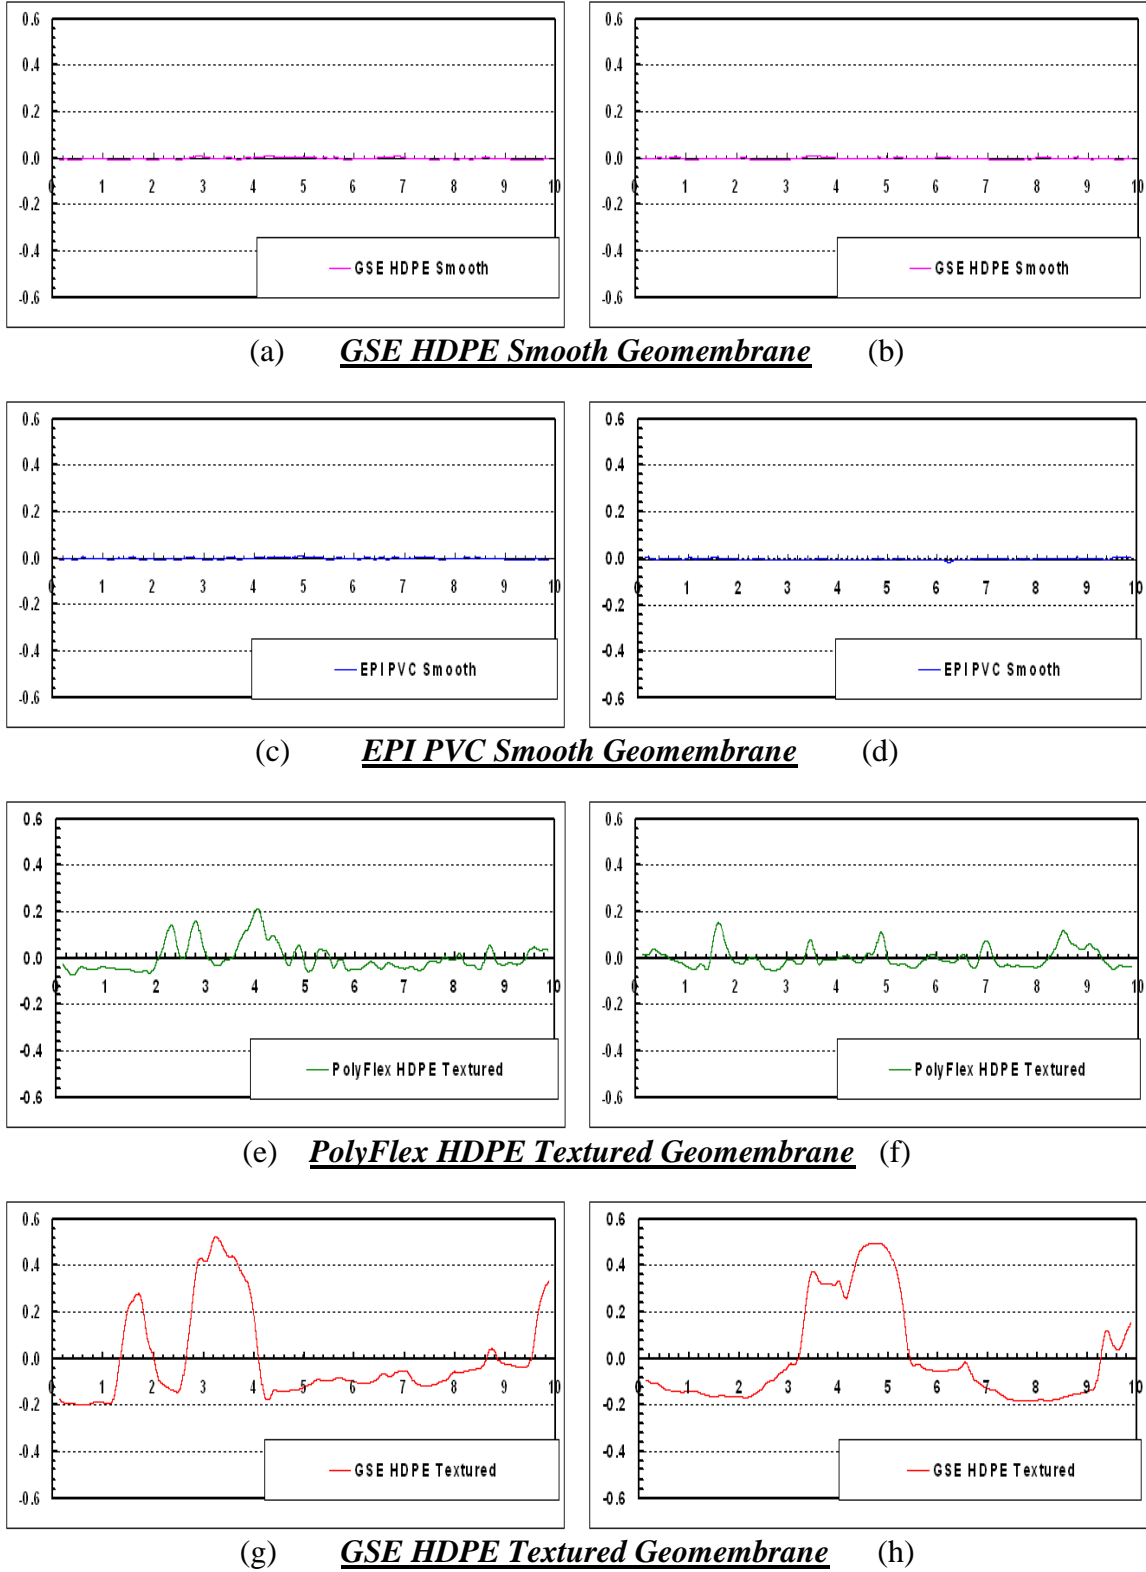 0.6 0.6
0.4 0.4
0.2 0.2
0.0 0.0
0 1 2 3 4 5 6 7 8 9 10 0 1 2 3 4 5 6 7 8 9 10
-0.2 -0.2
-0.4 -0.4
GSE HDPE Smooth GSE HDPE Smooth
-0.6 -0.6
(a) GSE HDPE Smooth Geomembrane (b)
0.6 0.6
0.4 0.4
0.2 0.2
0.0 0.0
0 1 2 3 4 5 6 7 8 9 10 0 1 2 3 4 5 6 7 8 9 10
-0.2 -0.2
-0.4 -0.4
EPI PVC Smooth EPI PVC Smooth
-0.6 -0.6
(c) EPI PVC Smooth Geomembrane (d)
0.6 0.6
0.4 0.4
0.2 0.2
0.0 0.0
0 1 2 3 4 5 6 7 8 9 10 0 1 2 3 4 5 6 7 8 9 10
-0.2 -0.2
-0.4 -0.4
PolyFlex HDPE Textured PolyFlex HDPE Textured
-0.6 -0.6
(e) PolyFlex HDPE Textured Geomembrane (f)
0.6 0.6
0.4 0.4
0.2 0.2
0.0 0.0
0 1 2 3 4 5 6 7 8 9 10 0 1 2 3 4 5 6 7 8 9 10
-0.2 -0.2
-0.4 -0.4
GSE HDPE Textured GSE HDPE Textured
-0.6 -0.6
(g) GSE HDPE Textured Geomembrane (h)